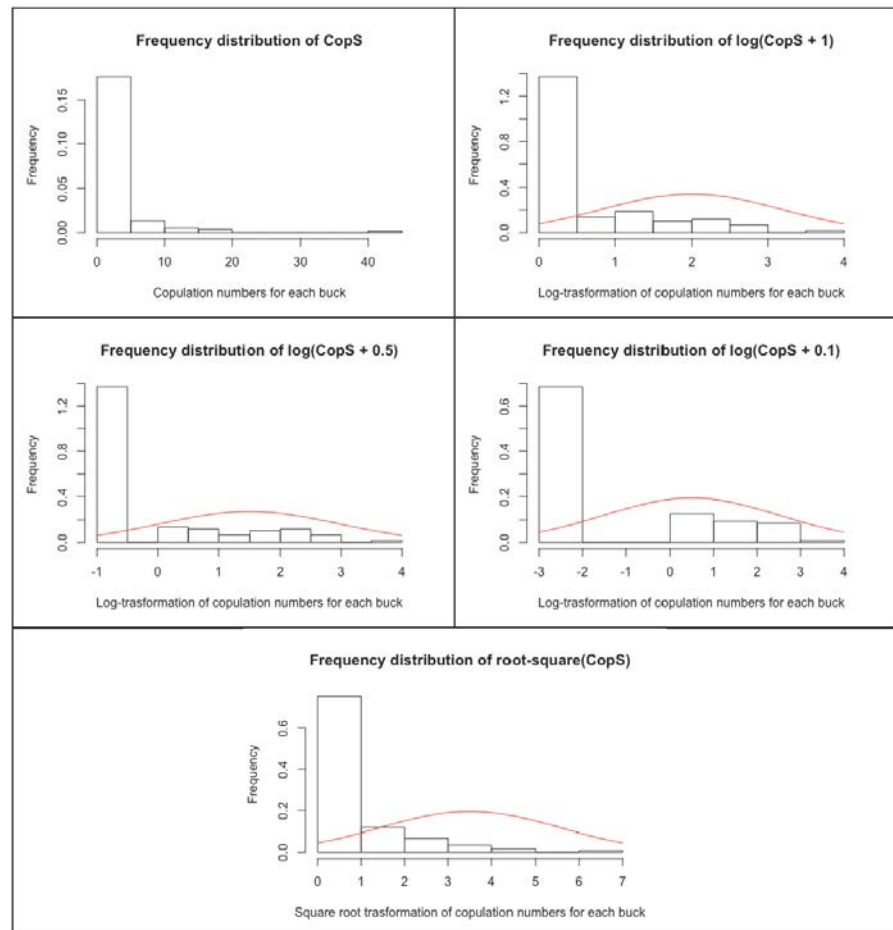 Frequency distribution of CopS
Frequency
0.00 0.05 0.10 0.15
0 10 20 30 40
Copulation numbers for each buck
Frequency distribution of log(CopS + 1)
Frequency
0.0 0.4 0.8 1.2
0 1 2 3 4
Log-trasformation of copulation numbers for each buck
Frequency distribution of log(CopS + 0.5)
Frequency
0.0 0.4 0.8 1.2
-1 0 1 2 3 4
Log-trasformation of copulation numbers for each buck
Frequency distribution of log(CopS + 0.1)
Frequency
0.0 0.2 0.4 0.6
-3 -2 -1 0 0 1 2 3 4
Log-trasformation of copulation numbers for each buck
Frequency distribution of root-square(CopS)
Frequency
0.0 0.2 0.4 0.6
0 1 2 3 4 5 6 7
Square root trasformation of copulation numbers for each buck